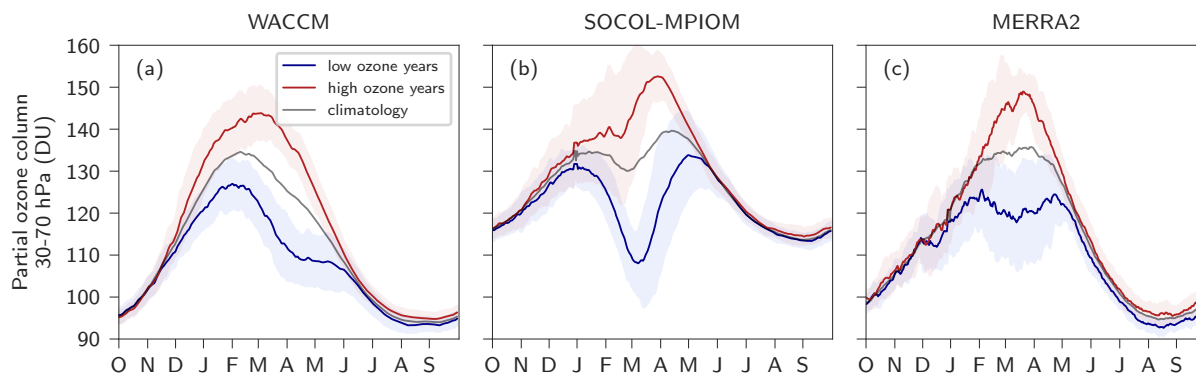 WACCM
SOCOL-MPIOM
MERRA2
Partial ozone column
30-70 hPa (DU)
160
150
140
130
120
110
100
90
(a)
low ozone years
high ozone years
climatology
(b)
(c)
O N D J F M A M J J A S
O N D J F M A M J J A S
O N D J F M A M J J A S